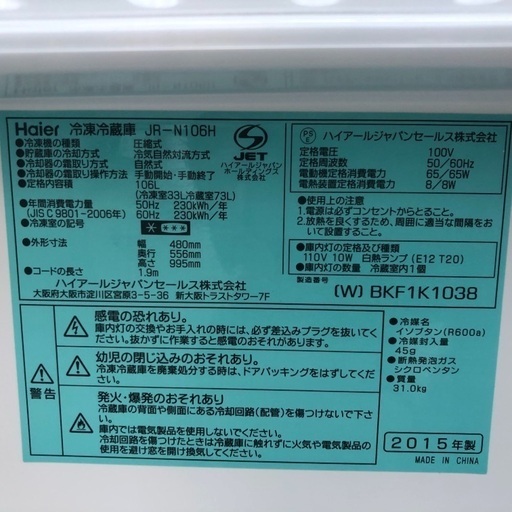 Haier 冷凍冷蔵庫 JR-N106H
●冷凍機の種類 圧縮式
●貯蔵庫の冷却方式 冷気自然対流方式
●冷却器の霜取り方式 自然式
●冷却器の霜取り操作方法 手動開始・手動終了
●定格内容積 106L
(冷凍室33L冷蔵室73L)
●年間消費電力量 50Hz 230kWh/年
(JIS C 9801-2006年) 60Hz 230kWh/年
●冷凍室の記号
●外形寸法 幅 480mm
奥行 556mm
高さ 995mm
●コードの長さ 1.9m
ハイアールジャパンセールス株式会社
大阪府大阪市淀川区宮原3-5-36 新大阪トラストタワー7F
S
JET
ハイアールジャパン
ホールディングス
株式会社
PS
E
ハイアールジャパンセールス株式会社
定格電圧 100V
定格周波数 50/60Hz
電動機定格消費電力 65/65W
電熱装置定格消費電力 8/8W
●使用上の注意
1.電源は必ずコンセントからとること。
2.放熱を良くするため、周囲に適当な間隔をお
いて設置すること。
●庫内灯の定格及び種類
110V 10W 白熱ランプ(E12 T20)
●庫内灯の数量 冷蔵室内1個
製造番号
(W) BKF1K1038
警告
感電の恐れあり。
庫内灯の交換やお手入れの時には、必ず差込みプラグを抜いてく
ださい。抜かずに作業をすると感電する恐れがあります。
幼児の閉じ込みのおそれあり。
冷凍冷蔵庫を廃棄処分する時は、ドアパッキングをはずしてくださ
い。
発火・爆発のおそれあり。
冷蔵庫の背面や側面にある冷却回路(配管)を傷つけないで下さ
い。
庫内では電気製品を使用しないでください。
冷却回路を傷つけたときは冷蔵庫に触れずに火気や電気製品の
使用を避け窓を開け換気して下さい。
●冷媒名
イソブタン(R600a)
●冷媒封入量
45g
●断熱発泡ガス
シクロペンタン
●質量
31.0kg
2015年製
MADE IN CHINA